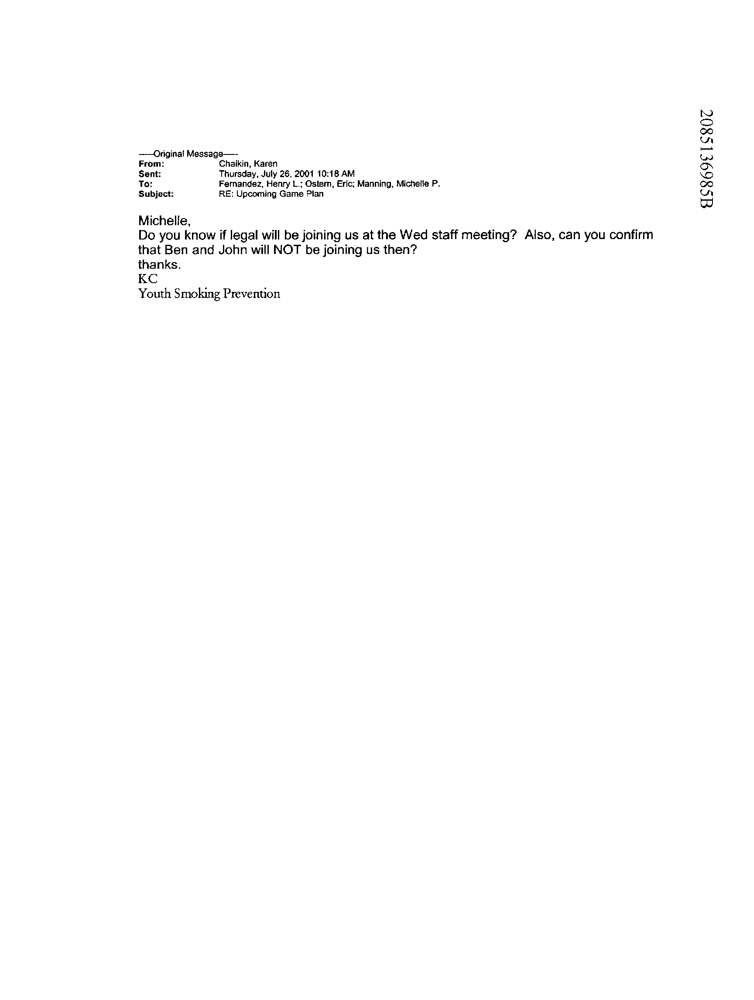 -----Original Message-----
From: Chaikin, Karen
Sent: Thursday, July 26, 2001 10:18 AM
To: Fernandez, Henry L.; Ostern, Eric; Manning, Michelle P.
Subject: RE: Upcoming Game Plan
Michelle,
Do you know if legal will be joining us at the Wed staff meeting? Also, can you confirm
that Ben and John will NOT be joining us then?
thanks.
KC
Youth Smoking Prevention
2085136985B